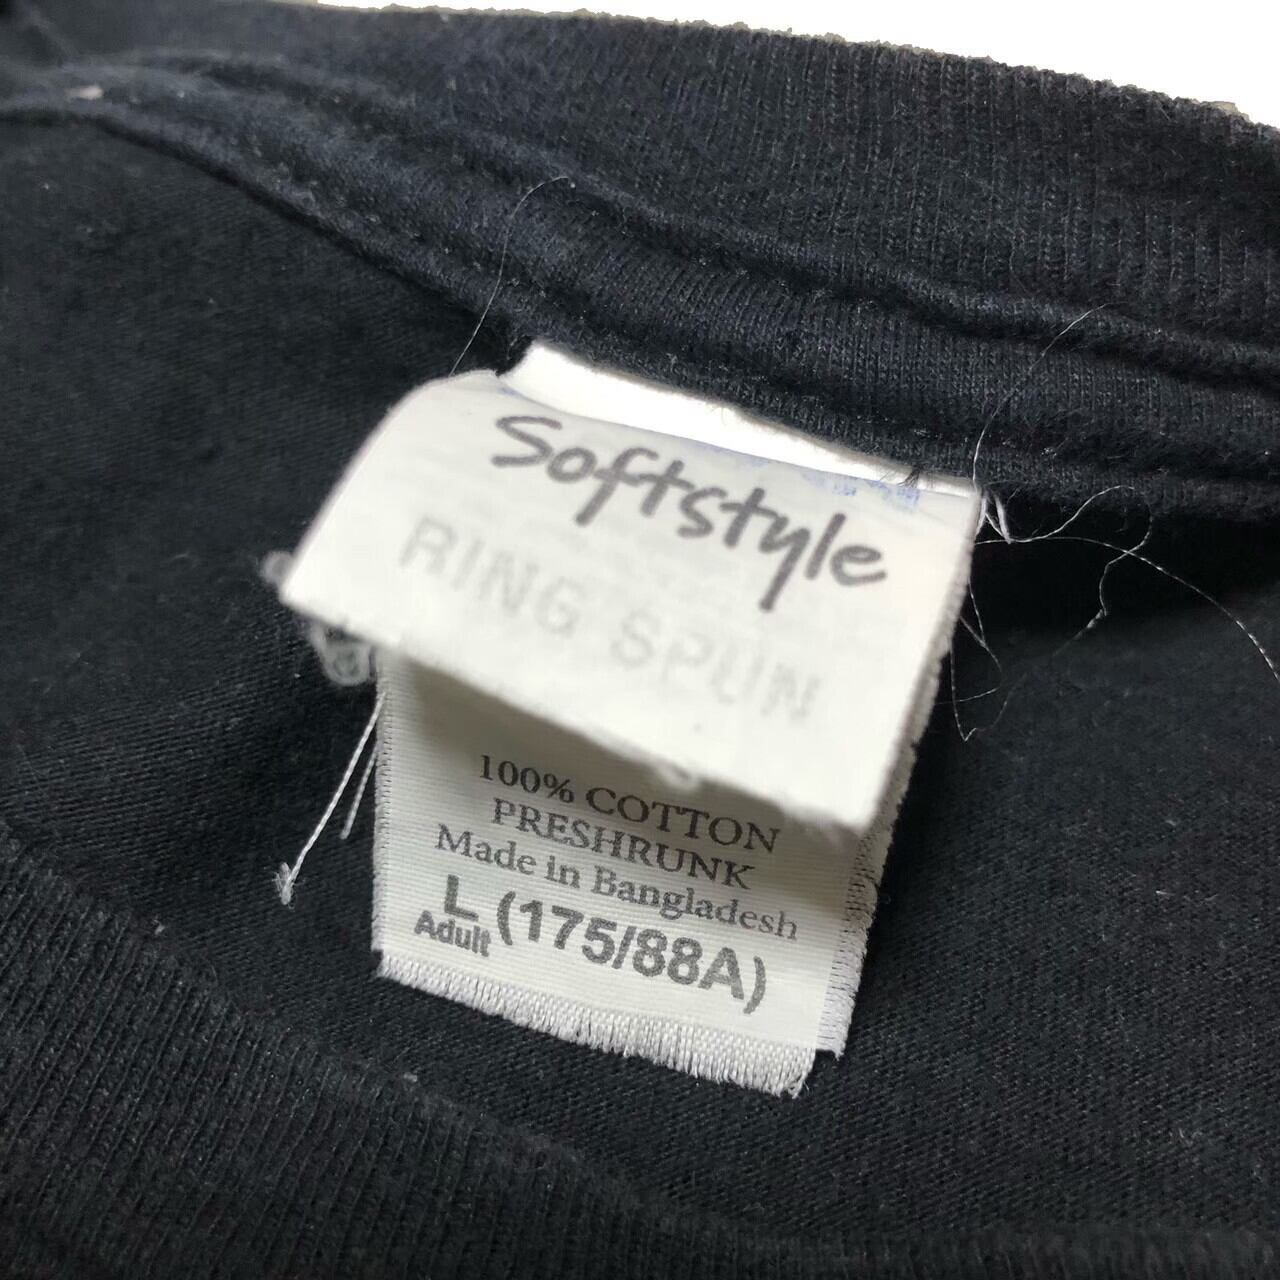 Softstyle
RING SPUN
100% COTTON
PRESHRUNK
Made in Bangladesh
L (175/88A)
Adult